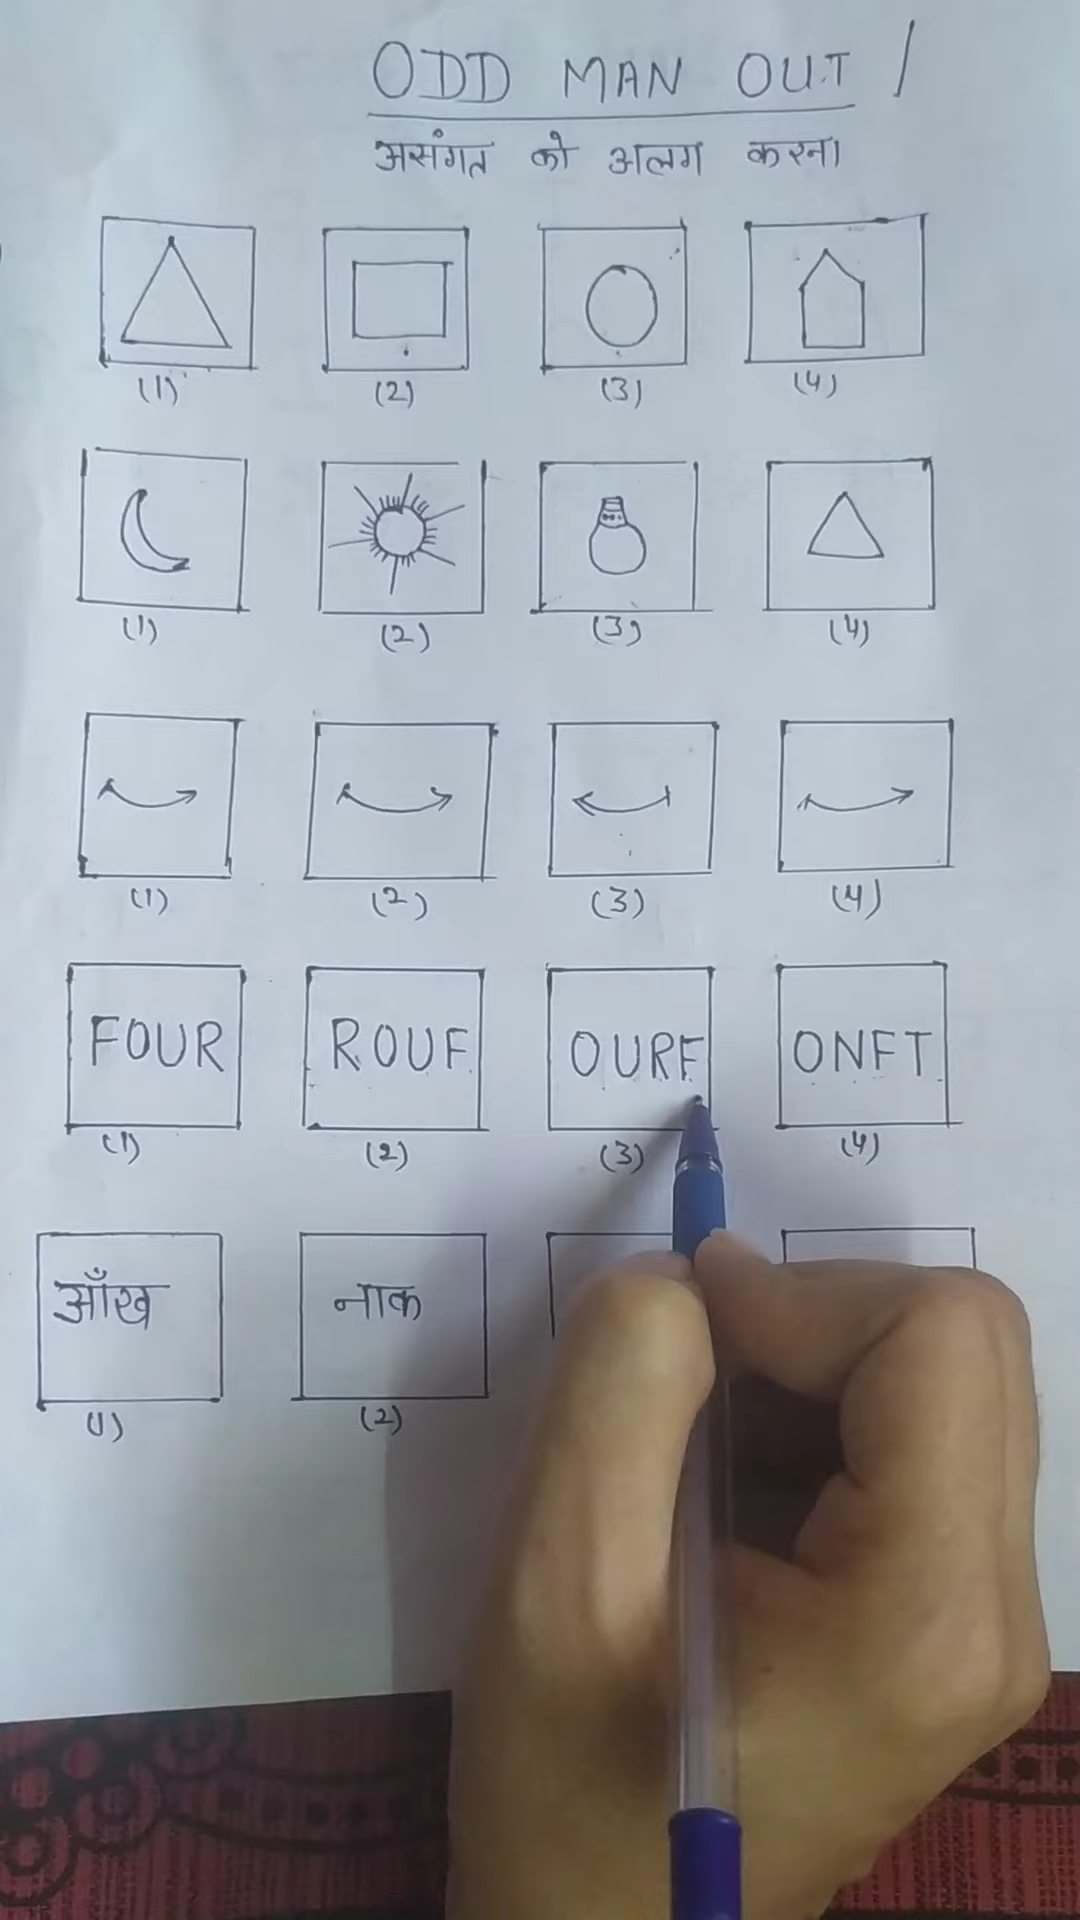 ODD MAN OUT /
असंगत को अलग करना
(1) (2) (3) (4)
(1) (2) (3) (4)
(1) (2) (3) (4)
FOUR ROUF OURF ONFT
(1) (2) (3) (4)
आँख नाक
(1) (2)